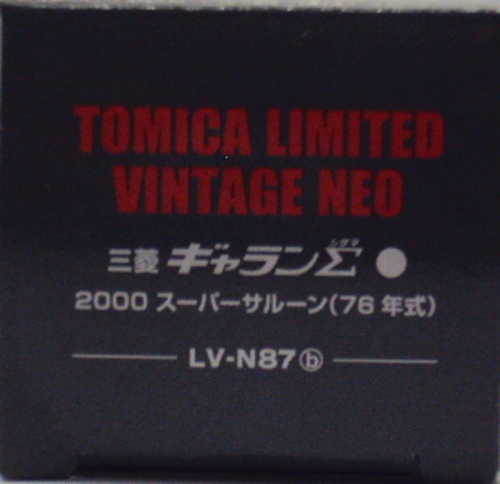 TOMICA LIMITED
VINTAGE NEO
シグマ
三菱 ギャランΣ ●
2000 スーパーサルーン(76年式)
LV-N87ⓑ